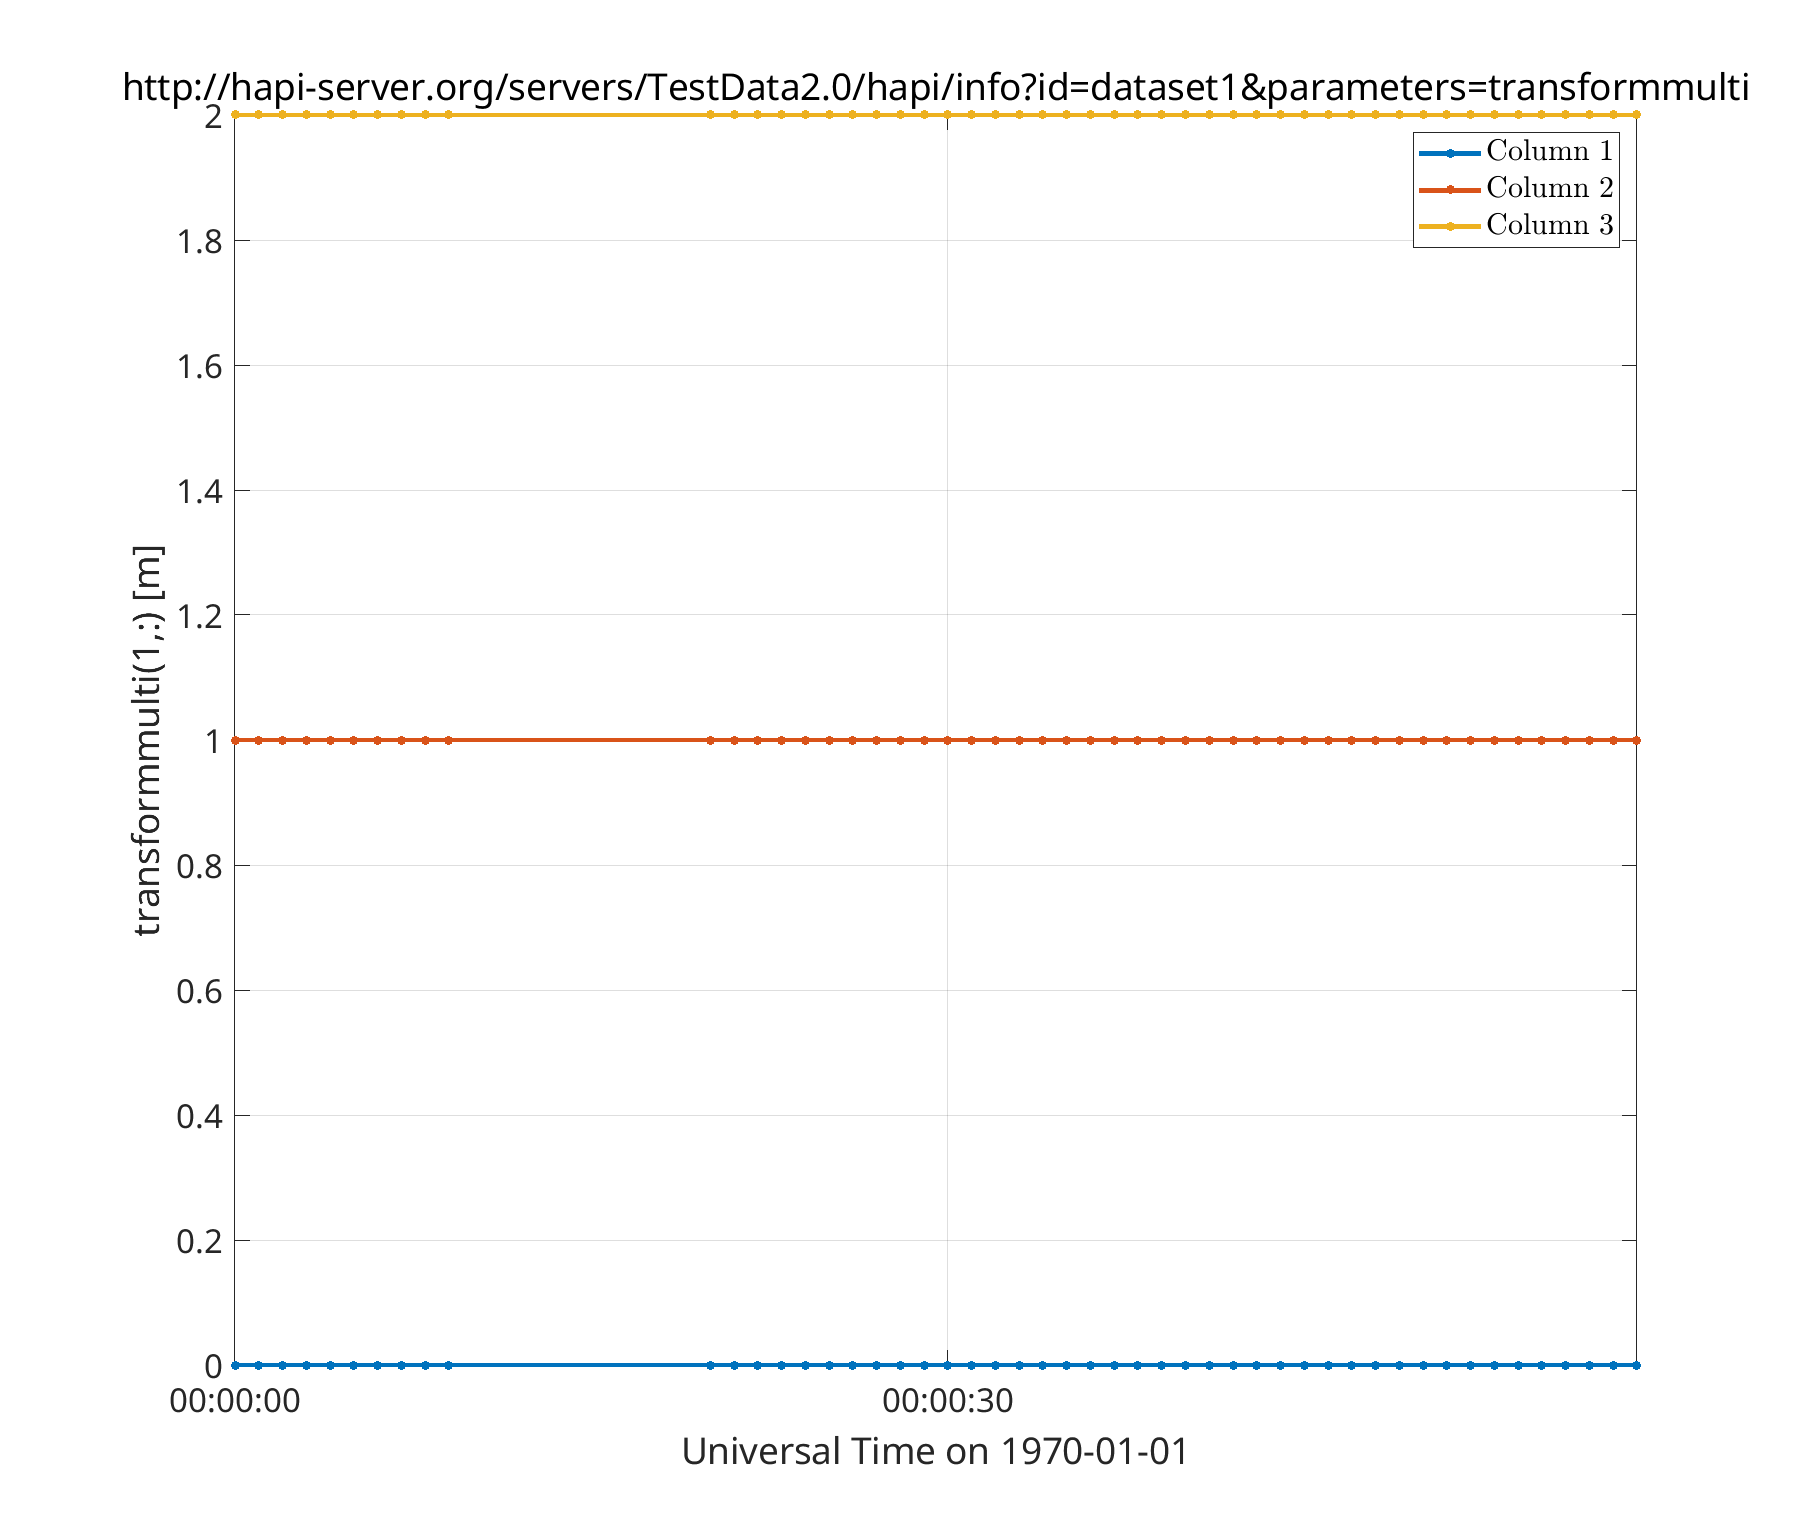 http://hapi-server.org/servers/TestData2.0/hapi/info?id=dataset1&parameters=transformmulti
2
1.8
1.6
1.4
1.2
1
0.8
0.6
0.4
0.2
0
transformmulti(1,:) [m]
Column 1
Column 2
Column 3
00:00:00
00:00:30
Universal Time on 1970-01-01